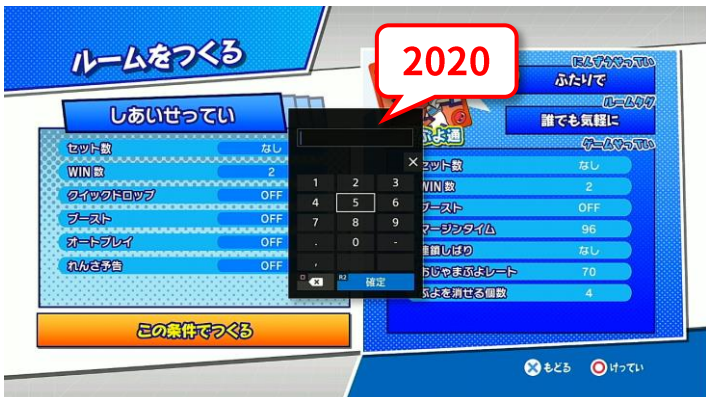 ルームをつくる
2020
しあいせってい
セット数 なし
WIN数 2
クイックドロップ OFF
ブースト OFF
オートプレイ OFF
れんさ予告 OFF
この条件でつくる
×
1 2 3
4 5 6
7 8 9
. 0 -
,
R2 確定
にんずうせってい
ふたりで
ルームタグ
誰でも気軽に
ぷよ通
ゲームせってい
セット数 なし
WIN数 2
ブースト OFF
マージンタイム 96
連鎖しばり なし
おじゃまぷよレート 70
ぷよを消せる個数 4
もどる けってい